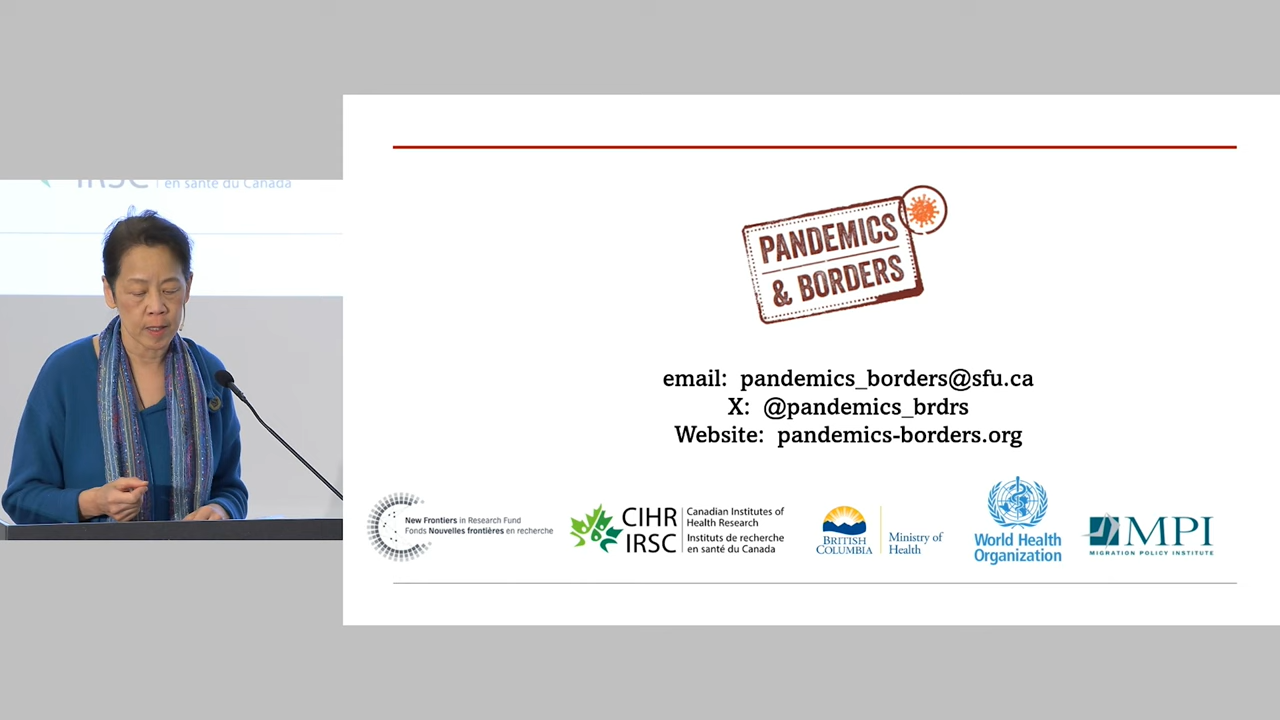 IRSC
en santé du Canada
PANDEMICS
& BORDERS
email: pandemics_borders@sfu.ca
X: @pandemics_brdrs
Website: pandemics-borders.org
New Frontiers in Research Fund
Fonds Nouvelles frontières en recherche
CIHR
IRSC
Canadian Institutes of
Health Research
Instituts de recherche
en santé du Canada
BRITISH
COLUMBIA
Ministry of
Health
World Health
Organization
MPI
MIGRATION POLICY INSTITUTE